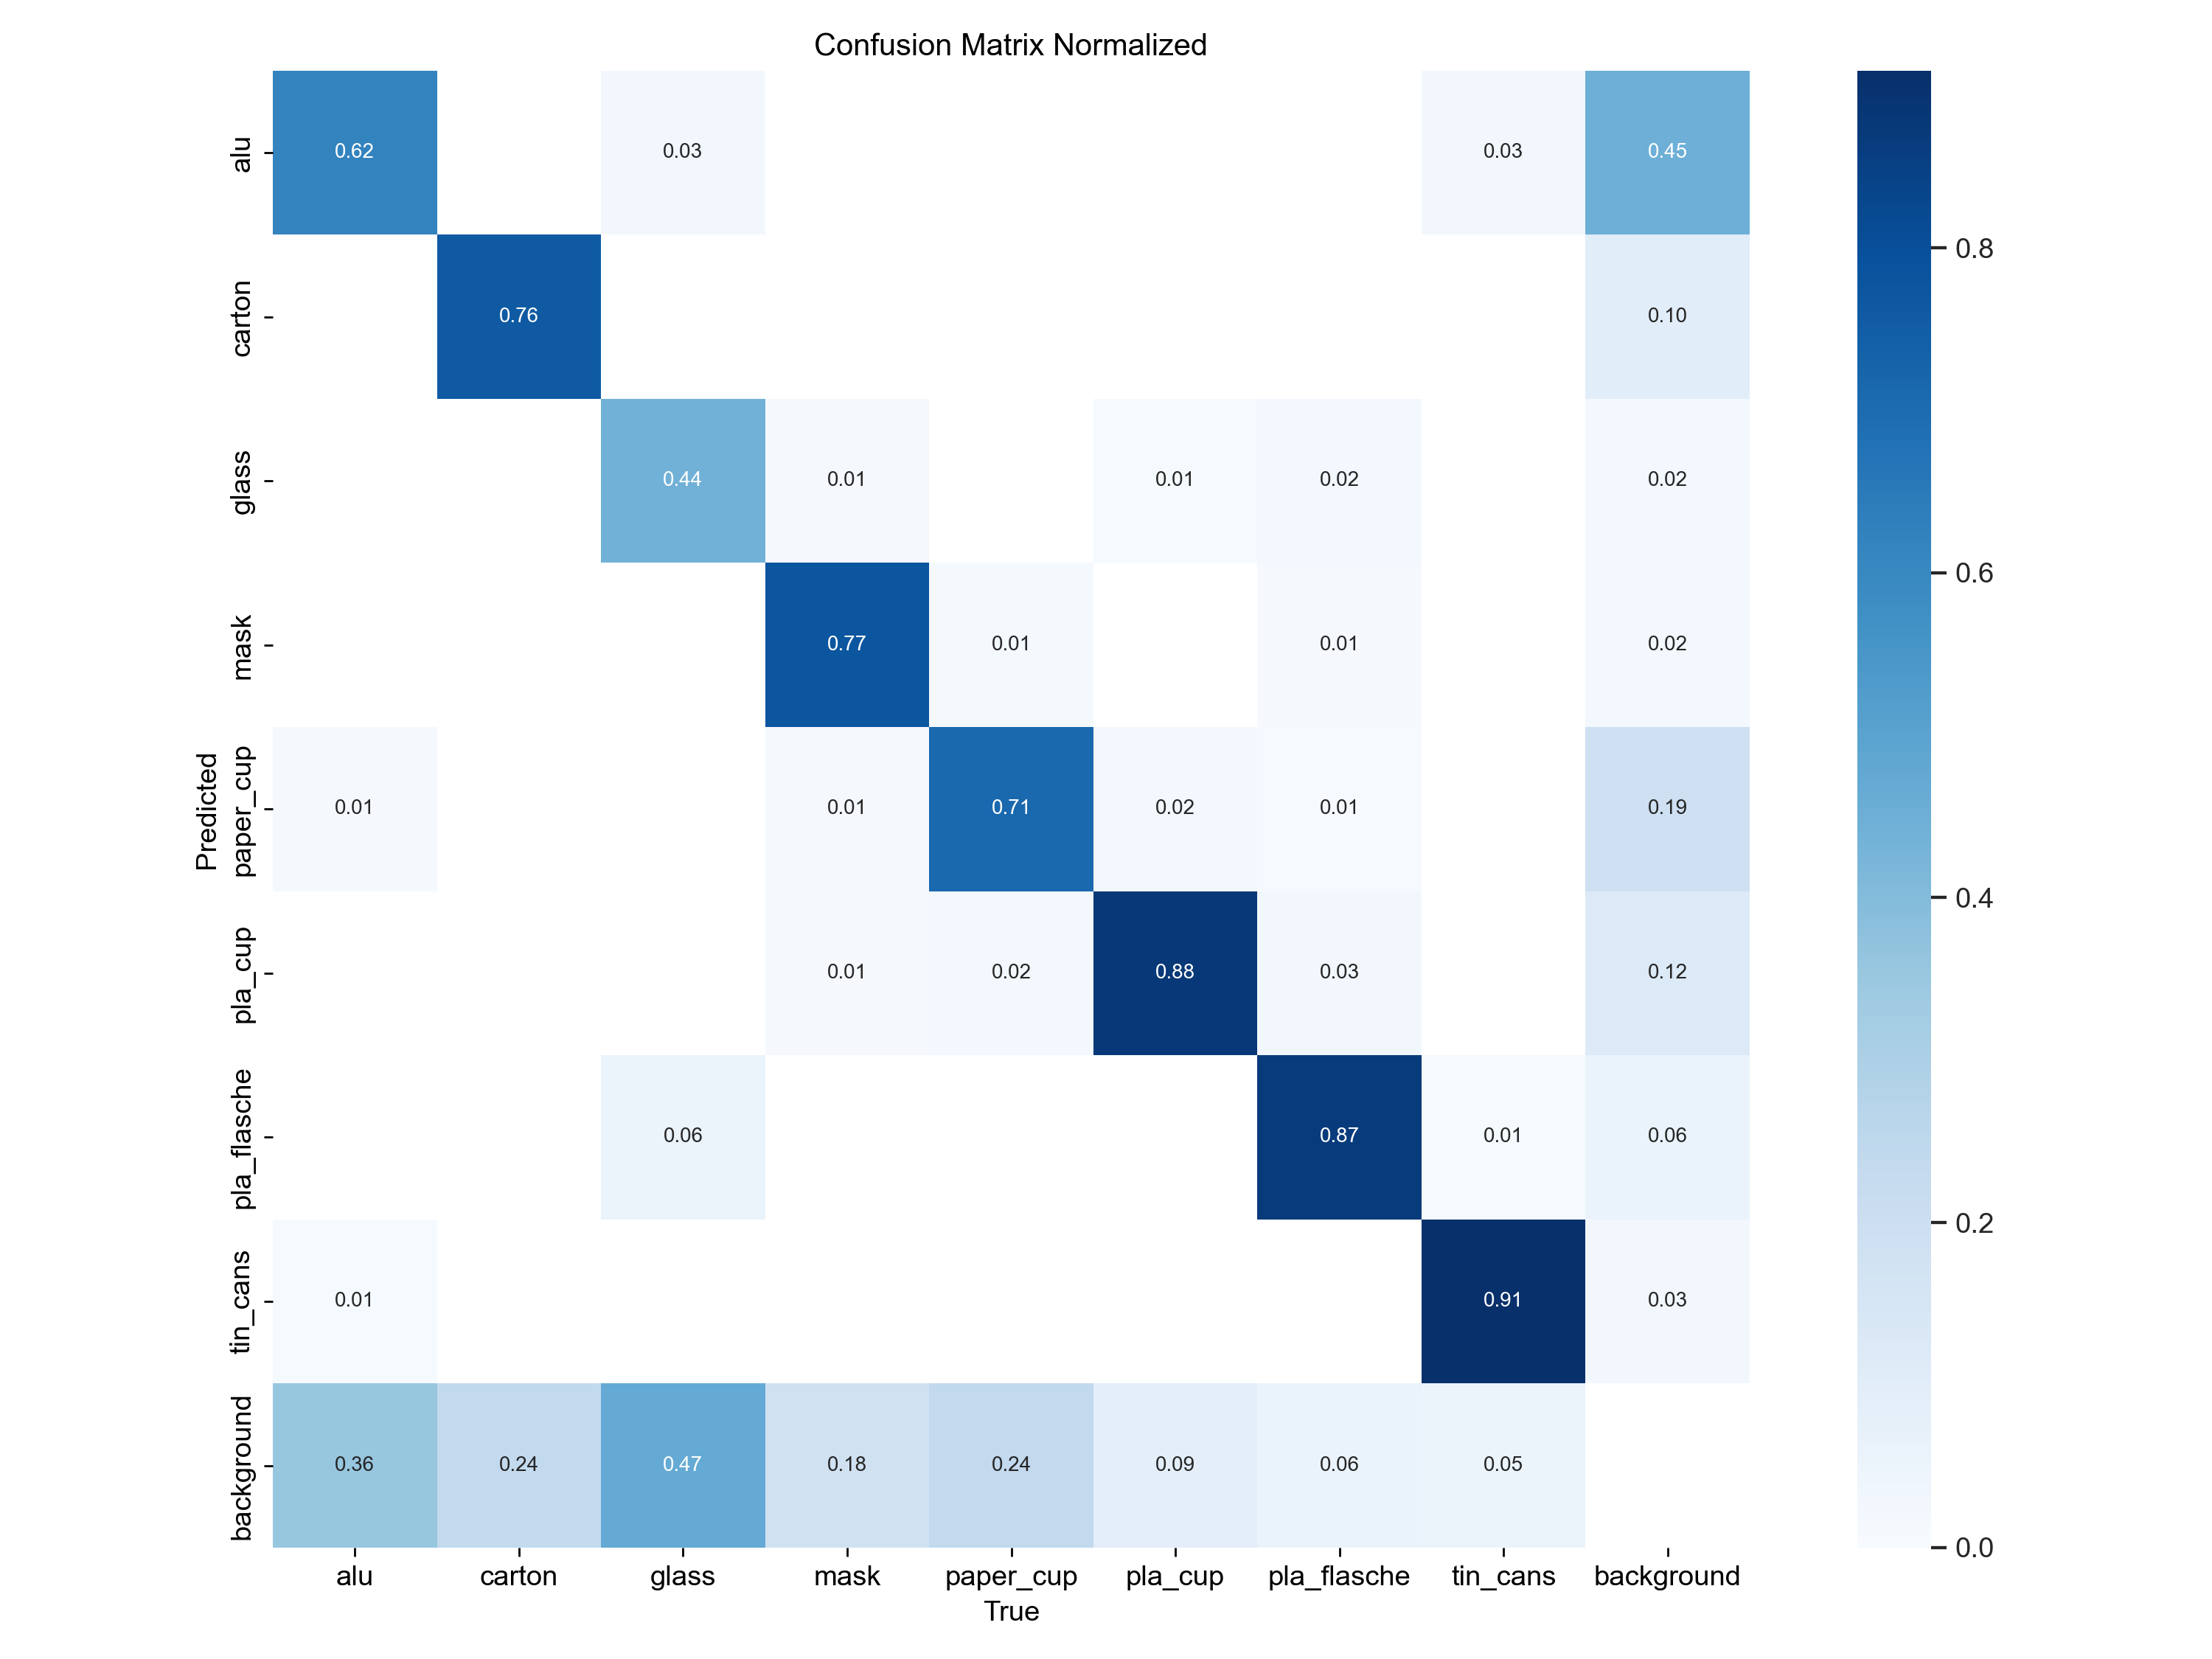 Confusion Matrix Normalized
alu
0.62
0.03
0.03
0.45
carton
0.76
0.10
glass
0.44
0.01
0.01
0.02
0.02
mask
0.77
0.01
0.01
0.02
Predicted
paper_cup
0.01
0.01
0.71
0.02
0.01
0.19
pla_cup
0.01
0.02
0.88
0.03
0.12
pla_flasche
0.06
0.87
0.01
0.06
tin_cans
0.01
0.91
0.03
background
0.36
0.24
0.47
0.18
0.24
0.09
0.06
0.05
alu
carton
glass
mask
paper_cup
pla_cup
pla_flasche
tin_cans
background
True
0.8
0.6
0.4
0.2
0.0